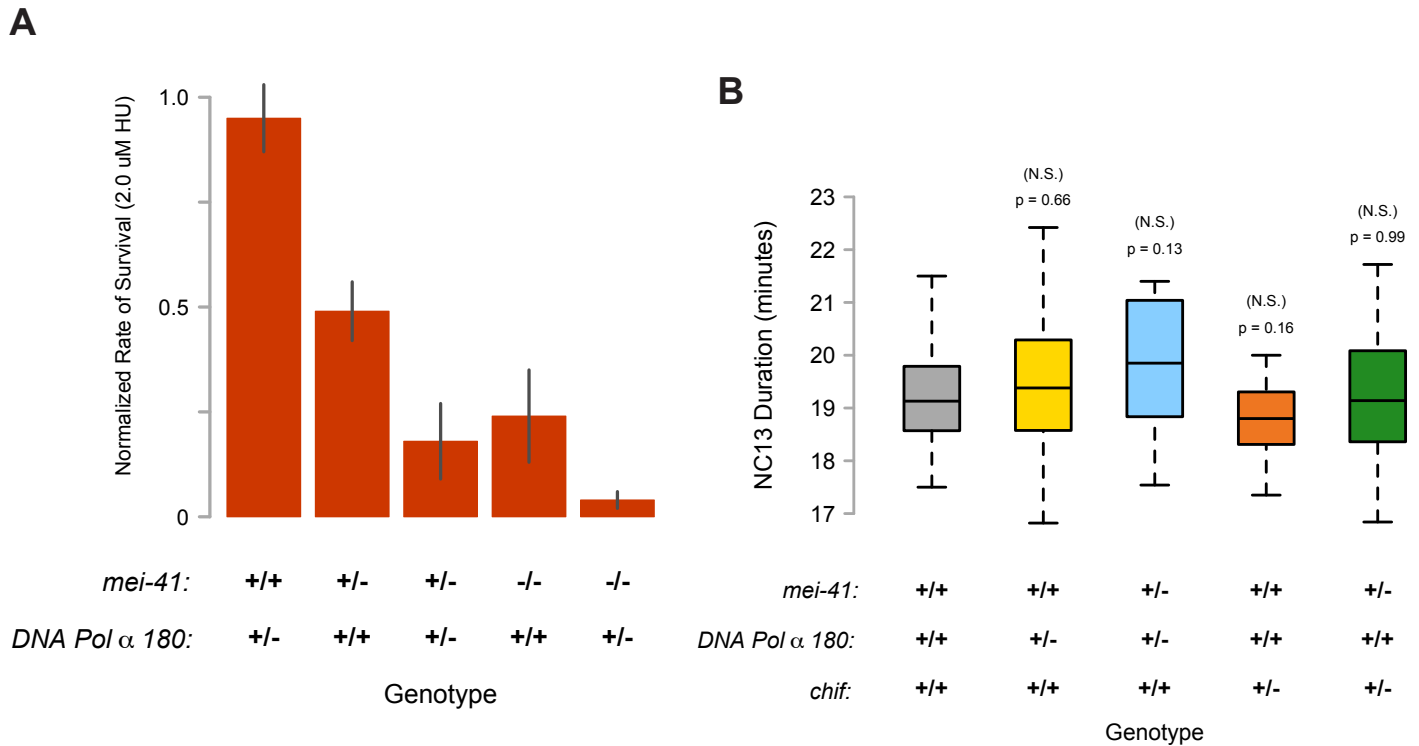 A
Normalized Rate of Survival (2.0 uM HU)
1.0
0.5
0
mei-41: +/+ +/- +/- -/- -/-
DNA Pol α 180: +/- +/+ +/- +/+ +/-
Genotype
B
NC13 Duration (minutes)
23
22
21
20
19
18
17
(N.S.)
p = 0.66
(N.S.)
p = 0.13
(N.S.)
p = 0.16
(N.S.)
p = 0.99
mei-41: +/+ +/+ +/- +/+ +/-
DNA Pol α 180: +/+ +/- +/- +/+ +/+
chif: +/+ +/+ +/+ +/- +/-
Genotype